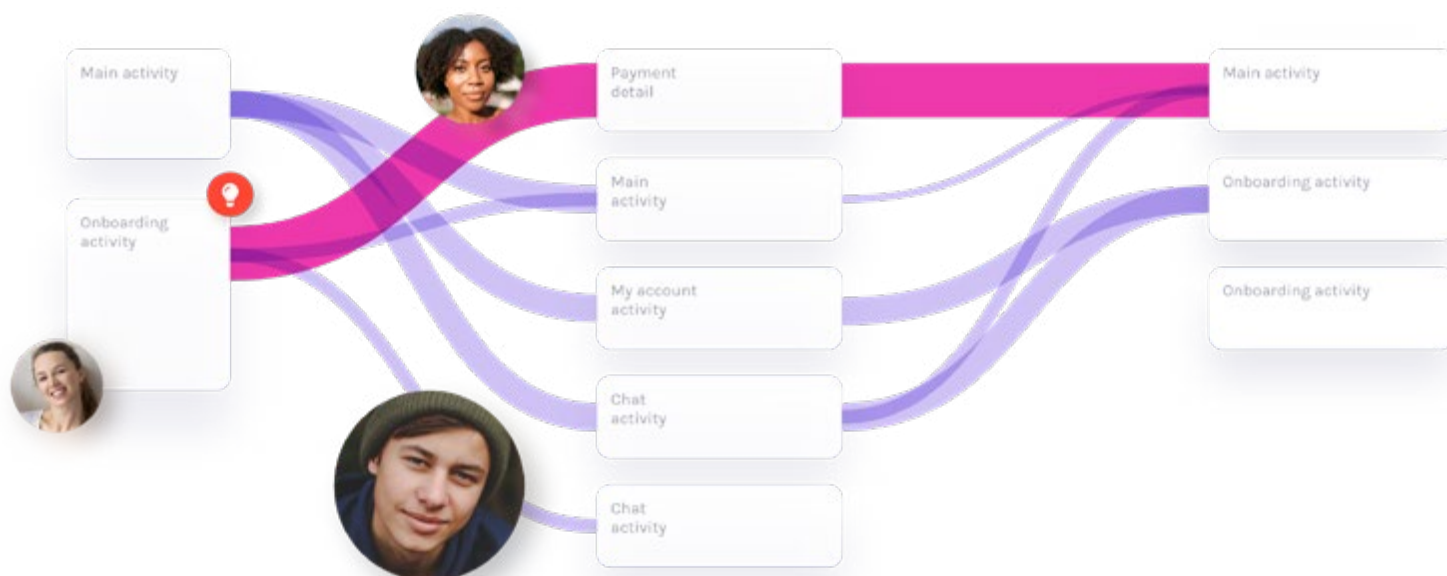 Main activity
Onboarding
activity
Payment
detail
Main
activity
My account
activity
Chat
activity
Chat
activity
Main activity
Onboarding activity
Onboarding activity